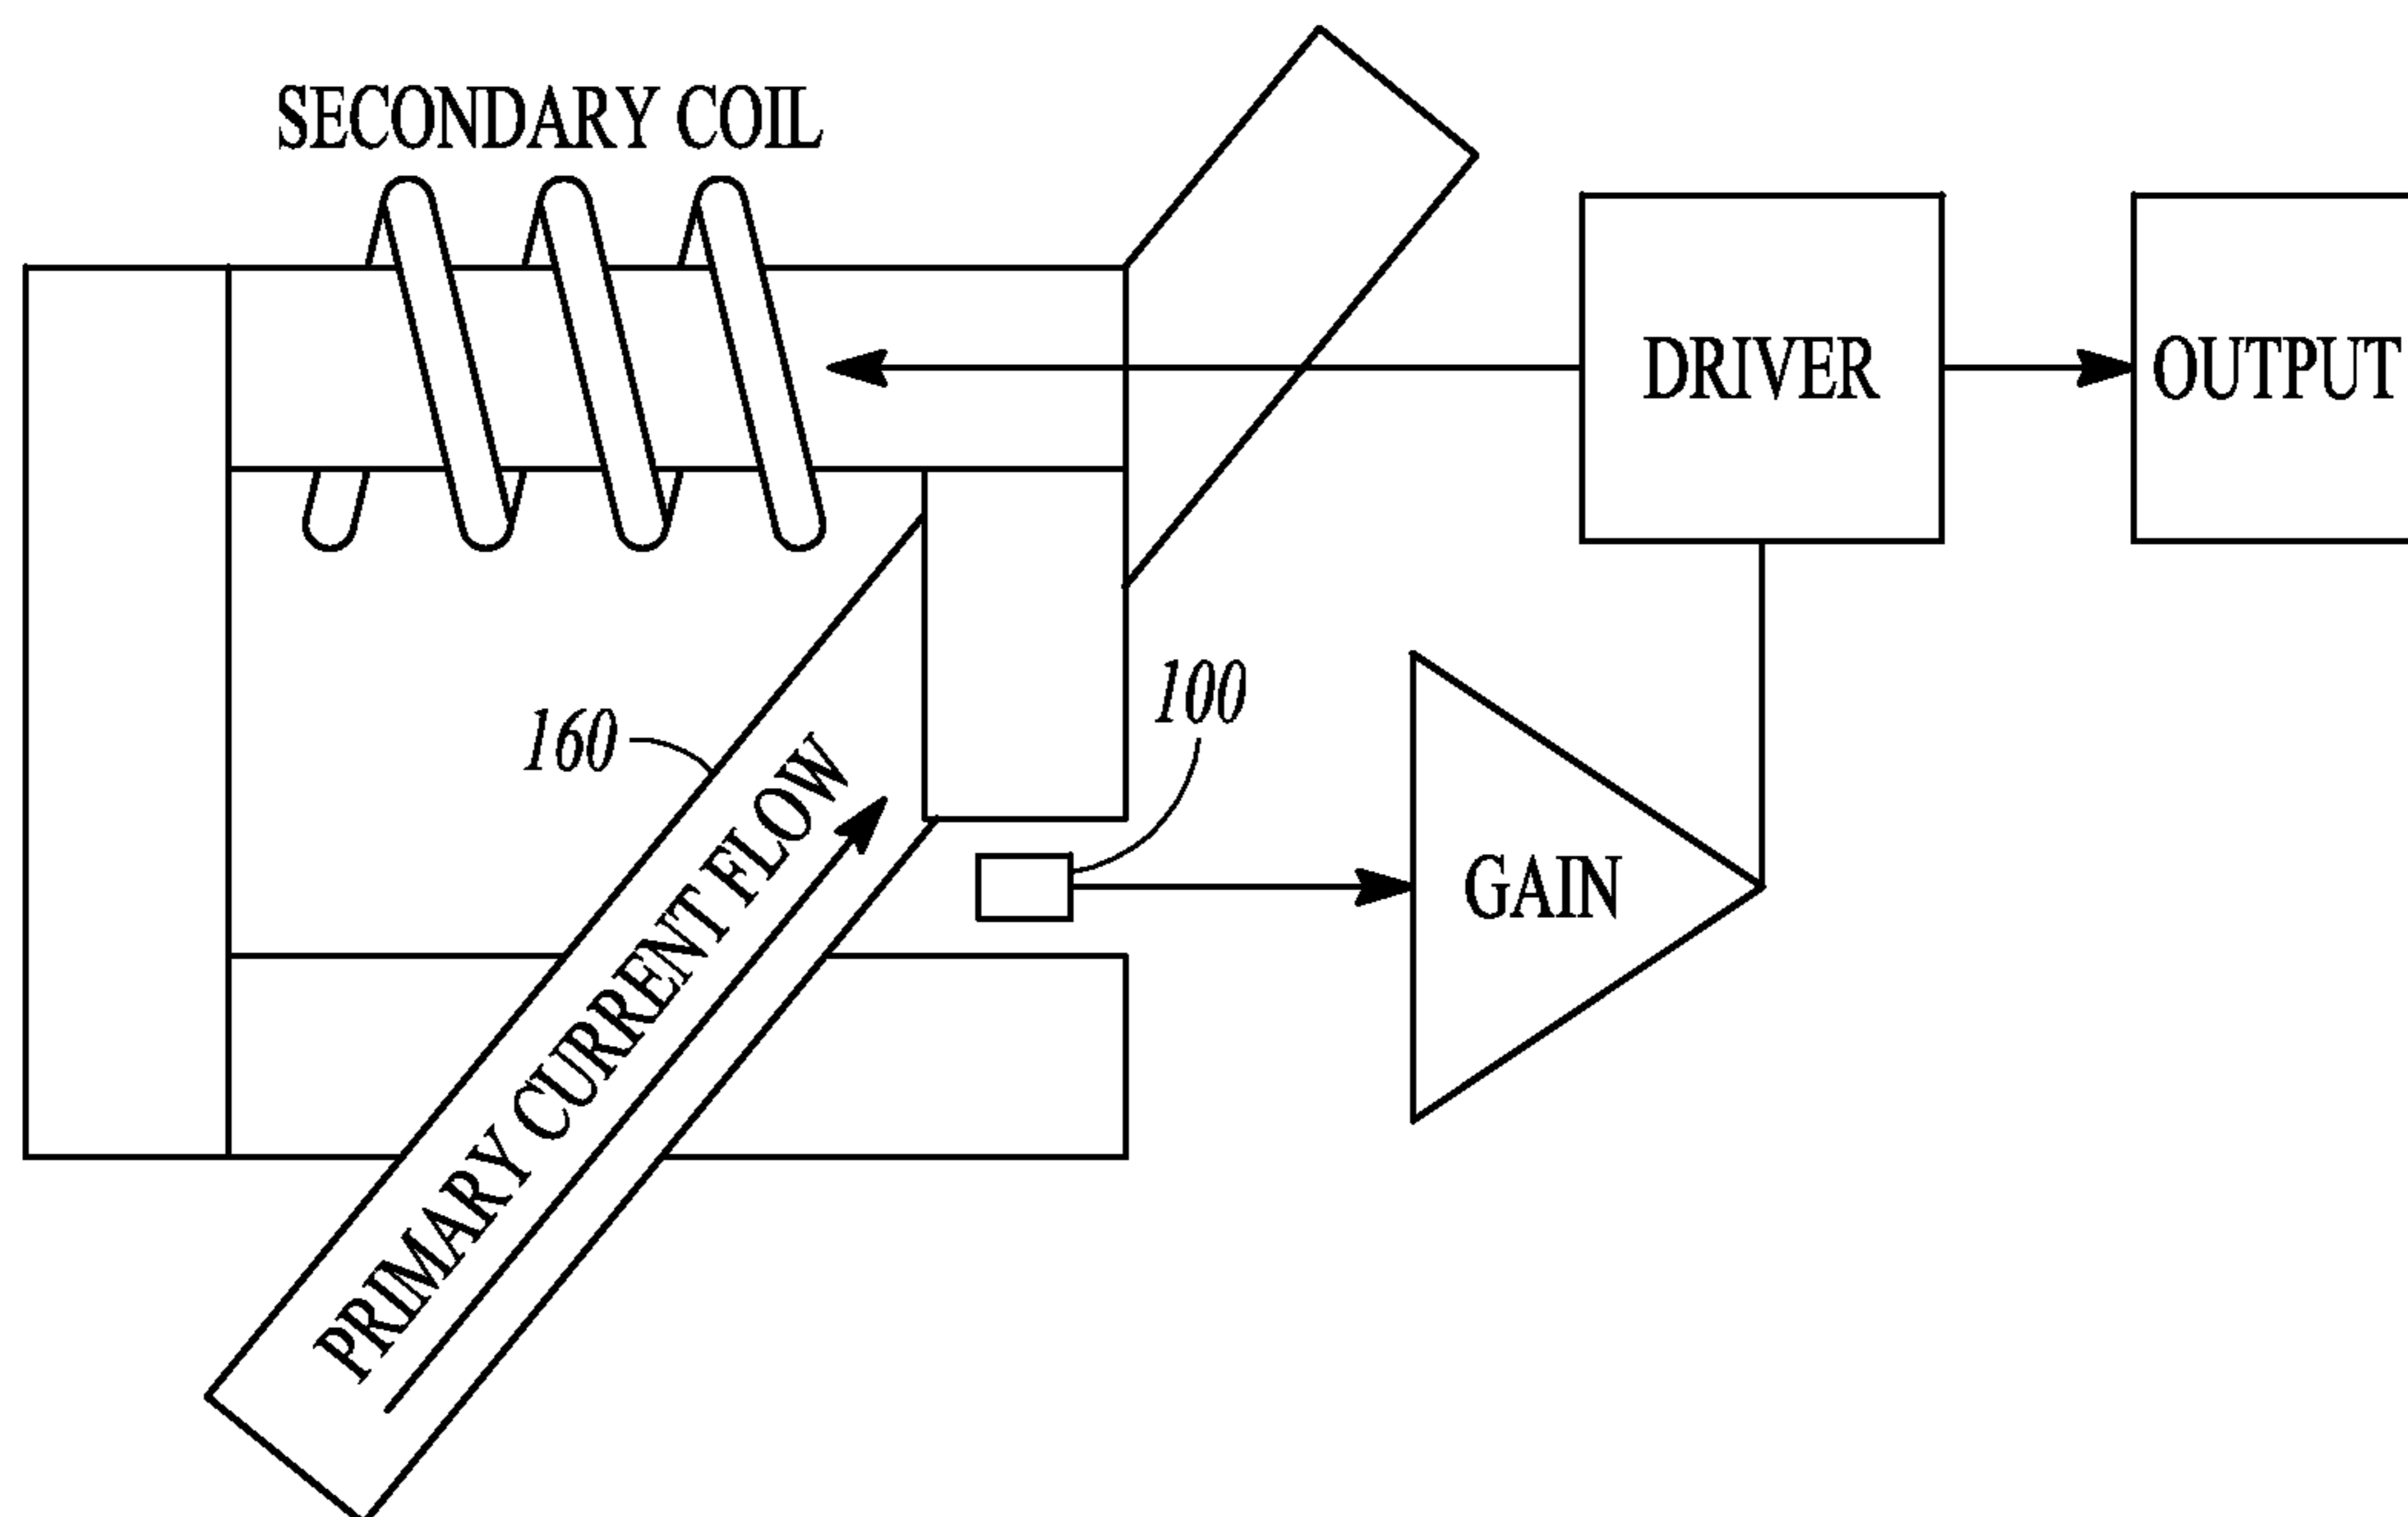 SECONDARY COIL
DRIVER
OUTPUT
100
160
GAIN
PRIMARY CURRENT FLOW